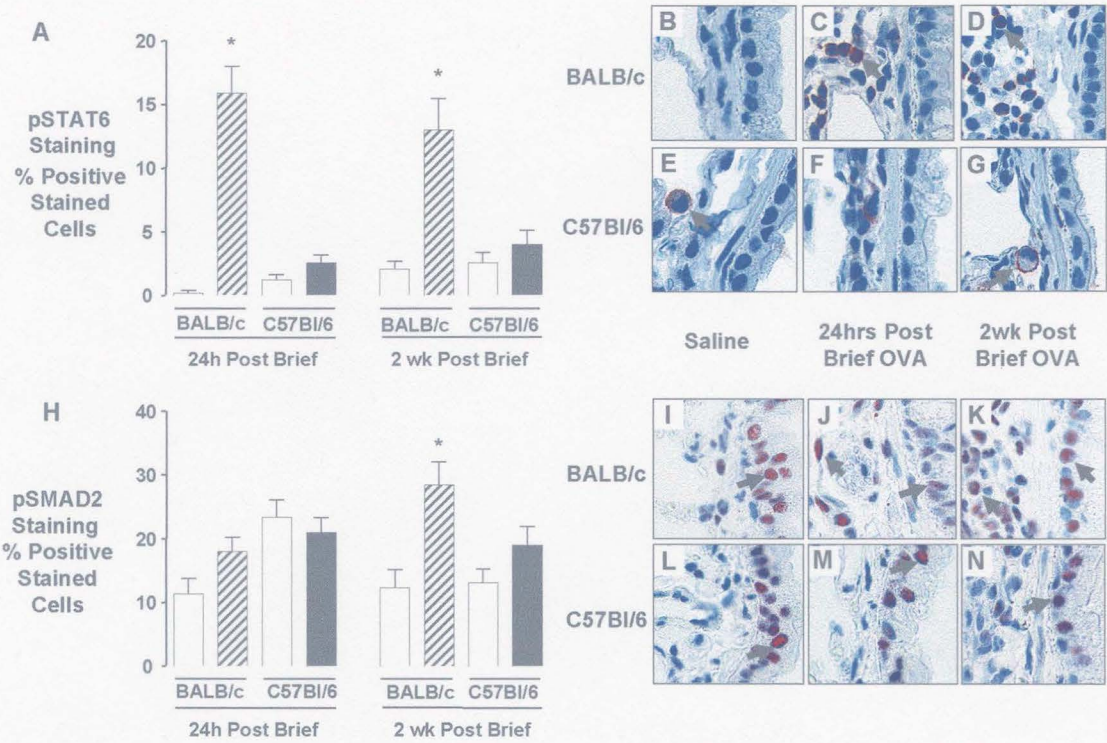 A
20
15
10
5
0
pSTAT6
Staining
% Positive
Stained
Cells
*
*
BALB/c
C57Bl/6
BALB/c
C57Bl/6
24h Post Brief
2 wk Post Brief
B
C
D
BALB/c
E
F
G
C57Bl/6
Saline
24hrs Post
Brief OVA
2wk Post
Brief OVA
H
40
30
20
10
0
pSMAD2
Staining
% Positive
Stained
Cells
*
BALB/c
C57Bl/6
BALB/c
C57Bl/6
24h Post Brief
2 wk Post Brief
I
J
K
BALB/c
L
M
N
C57Bl/6